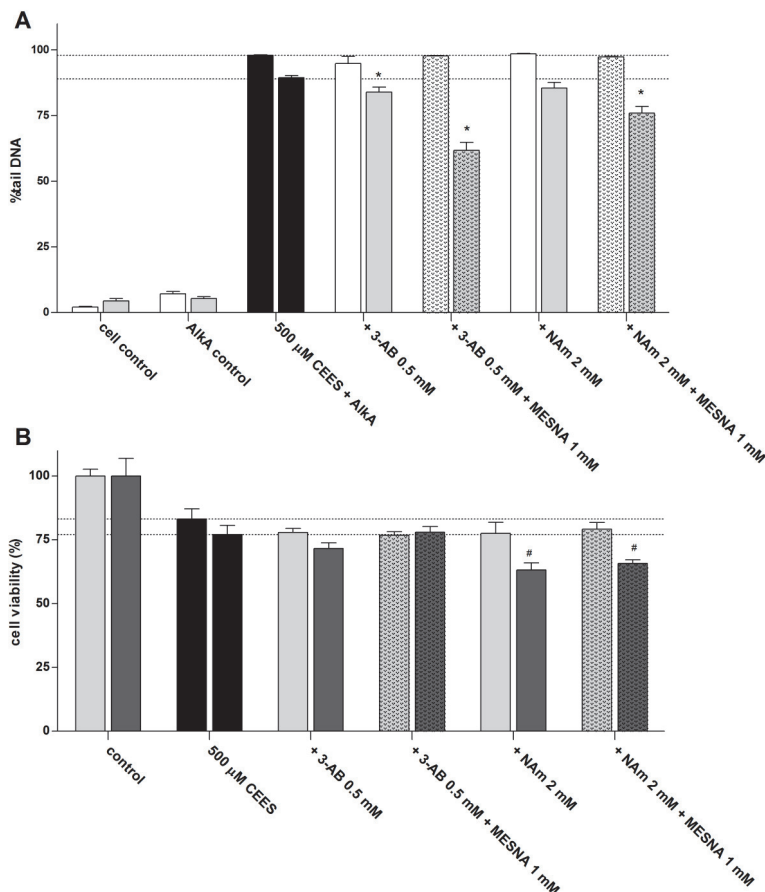 A
%tail DNA
100
75
50
25
0
*
*
*
cell control
AlkA control
500 µM CEES + AlkA
+ 3-AB 0.5 mM
+ 3-AB 0.5 mM + MESNA 1 mM
+ NAm 2 mM
+ NAm 2 mM + MESNA 1 mM
B
cell viability (%)
100
75
50
25
0
#
#
control
500 µM CEES
+ 3-AB 0.5 mM
+ 3-AB 0.5 mM + MESNA 1 mM
+ NAm 2 mM
+ NAm 2 mM + MESNA 1 mM